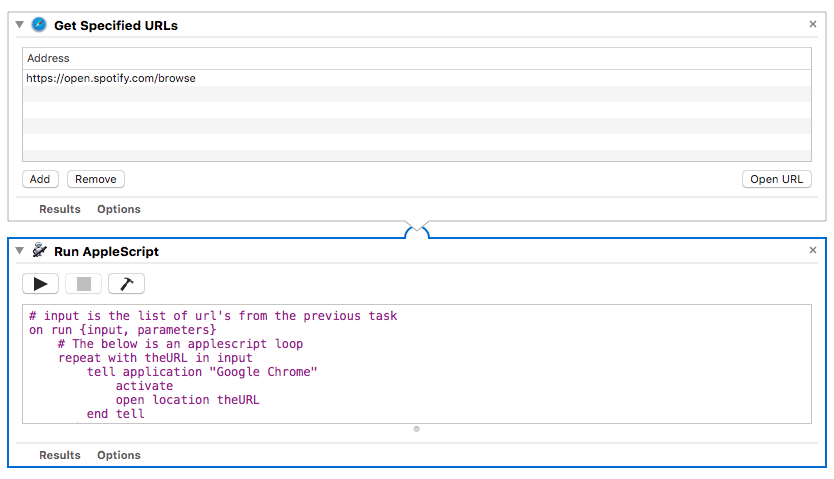 Get Specified URLs
Address
https://open.spotify.com/browse
Add Remove Open URL
Results Options
Run AppleScript
# input is the list of url's from the previous task
on run {input, parameters}
    # The below is an applescript loop
    repeat with theURL in input
        tell application "Google Chrome"
            activate
            open location theURL
        end tell
Results Options